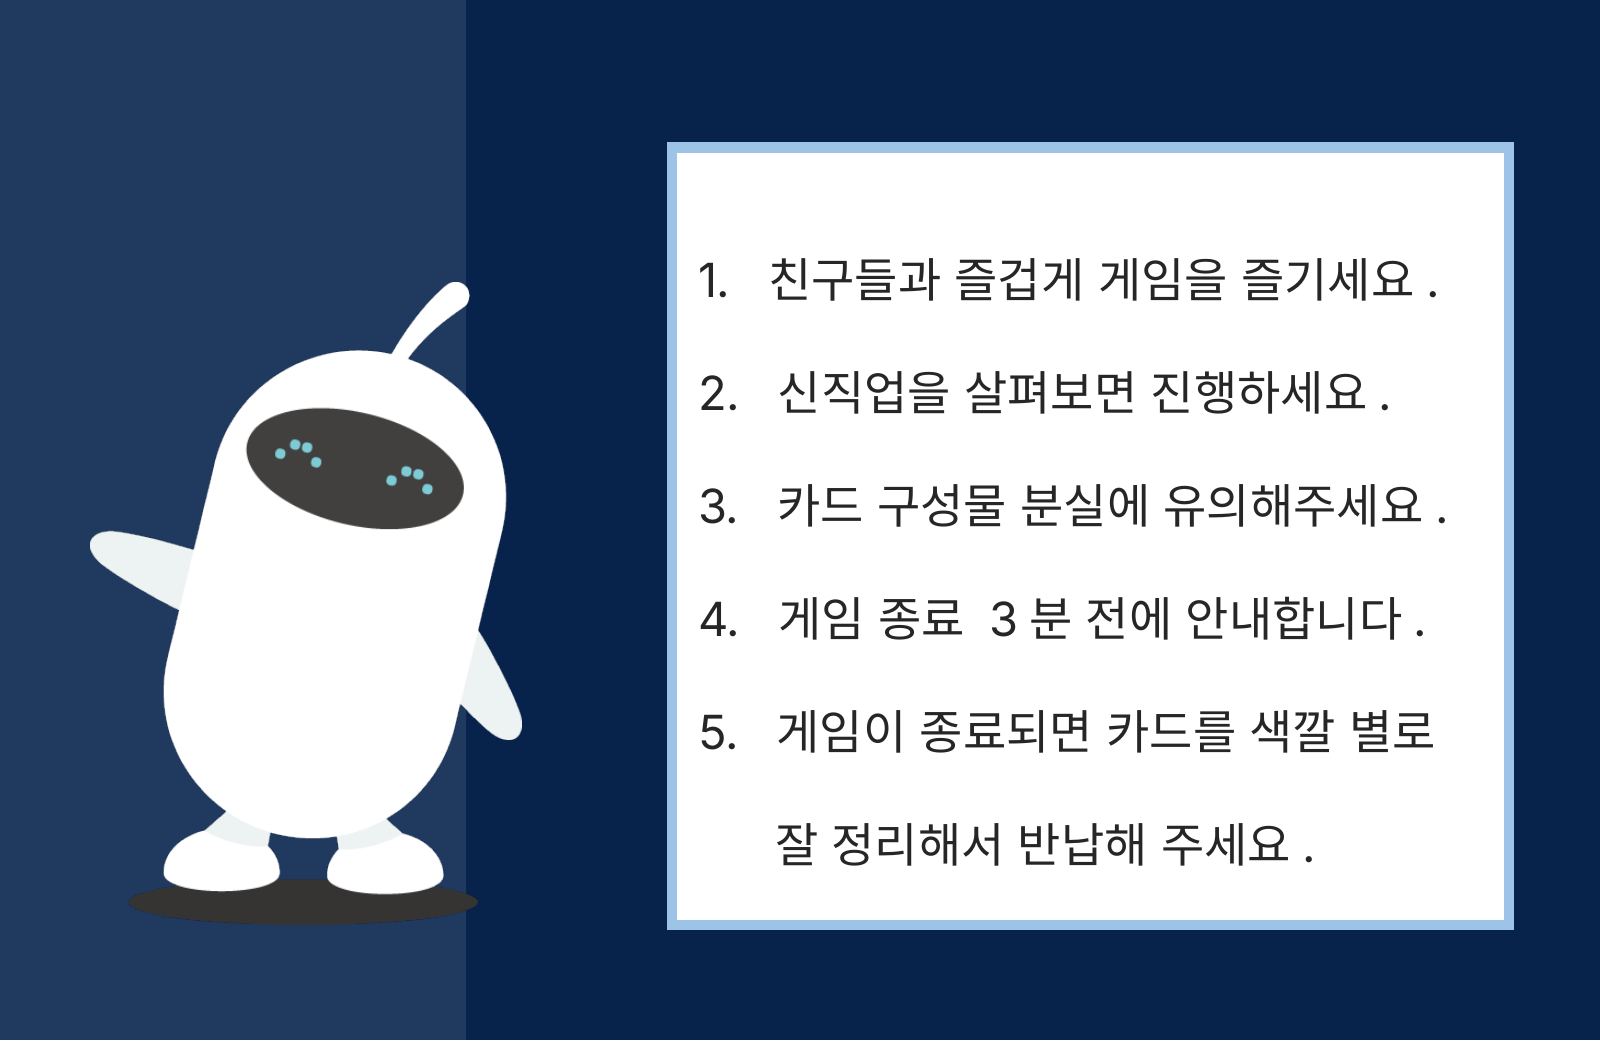 1. 친구들과 즐겁게 게임을 즐기세요 .
2. 신직업을 살펴보면 진행하세요 .
3. 카드 구성물 분실에 유의해주세요 .
4. 게임 종료 3 분 전에 안내합니다 .
5. 게임이 종료되면 카드를 색깔 별로
잘 정리해서 반납해 주세요 .